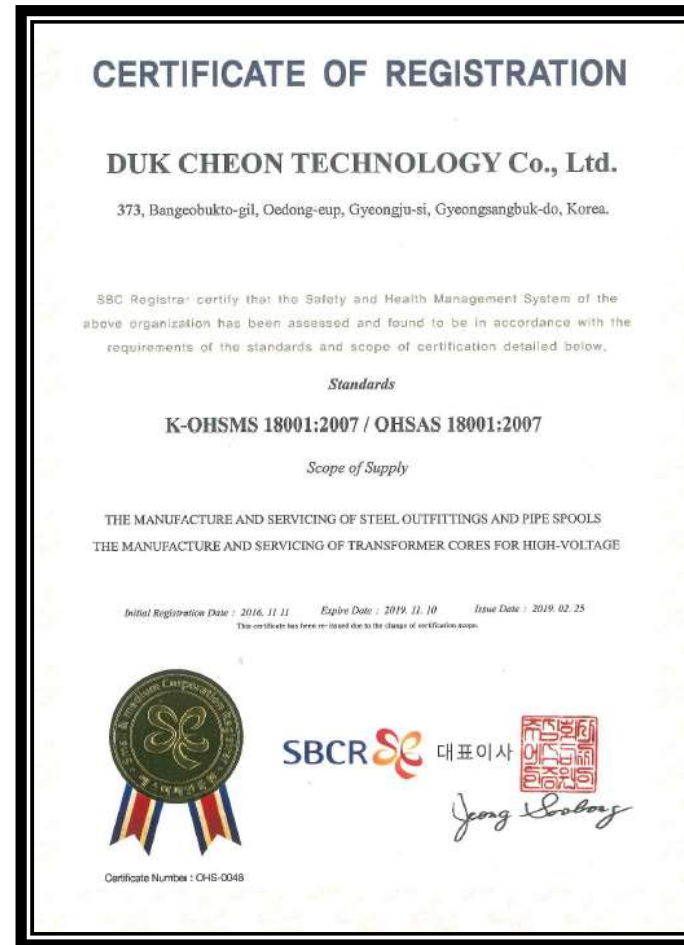 CERTIFICATE OF REGISTRATION
DUK CHEON TECHNOLOGY Co., Ltd.
373, Bangeobukto-gil, Oedong-eup, Gyeongju-si, Gyeongsangbuk-do, Korea.
SBC Registrar certify that the Safety and Health Management System of the
above organization has been assessed and found to be in accordance with the
requirements of the standards and scope of certification detailed below.
Standards
K-OHSMS 18001:2007 / OHSAS 18001:2007
Scope of Supply
THE MANUFACTURE AND SERVICING OF STEEL OUTFITTINGS AND PIPE SPOOLS
THE MANUFACTURE AND SERVICING OF TRANSFORMER CORES FOR HIGH-VOLTAGE
Initial Registration Date : 2016. 11 11 Expire Date : 2019. 11. 10 Issue Date : 2019. 02. 25
This certificate has been re-issued due to the change of certification scope.
SBCR 대표이사
Jeong Soobong
Certificate Number : OHS-0048